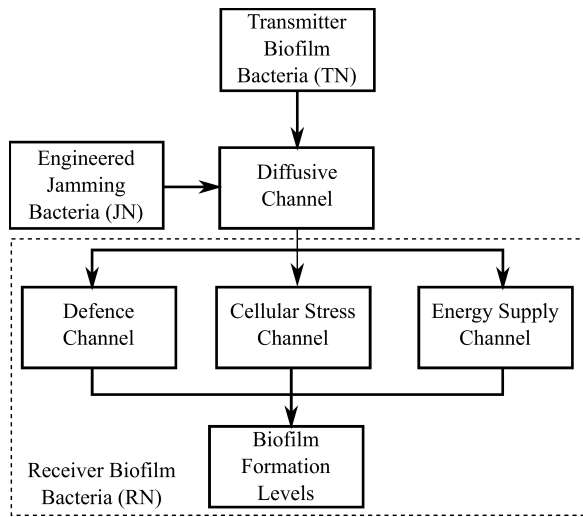 Transmitter
Biofilm
Bacteria (TN)
Engineered
Jamming
Bacteria (JN)
Diffusive
Channel
Defence
Channel
Cellular Stress
Channel
Energy Supply
Channel
Biofilm
Formation
Levels
Receiver Biofilm
Bacteria (RN)